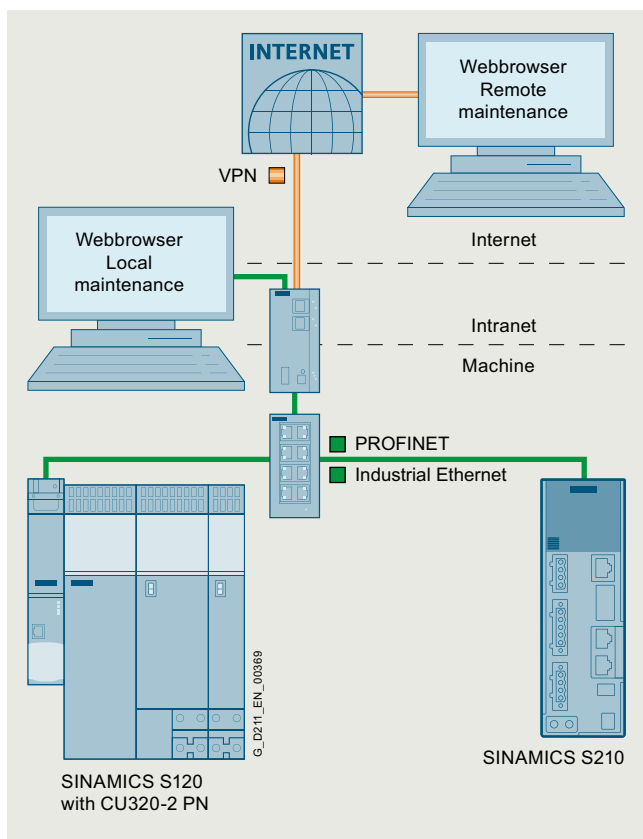 INTERNET
Webbrowser
Remote
maintenance
VPN
Webbrowser
Local
maintenance
Internet
Intranet
Machine
PROFINET
Industrial Ethernet
G_D211_EN_00369
SINAMICS S210
SINAMICS S120
with CU320-2 PN